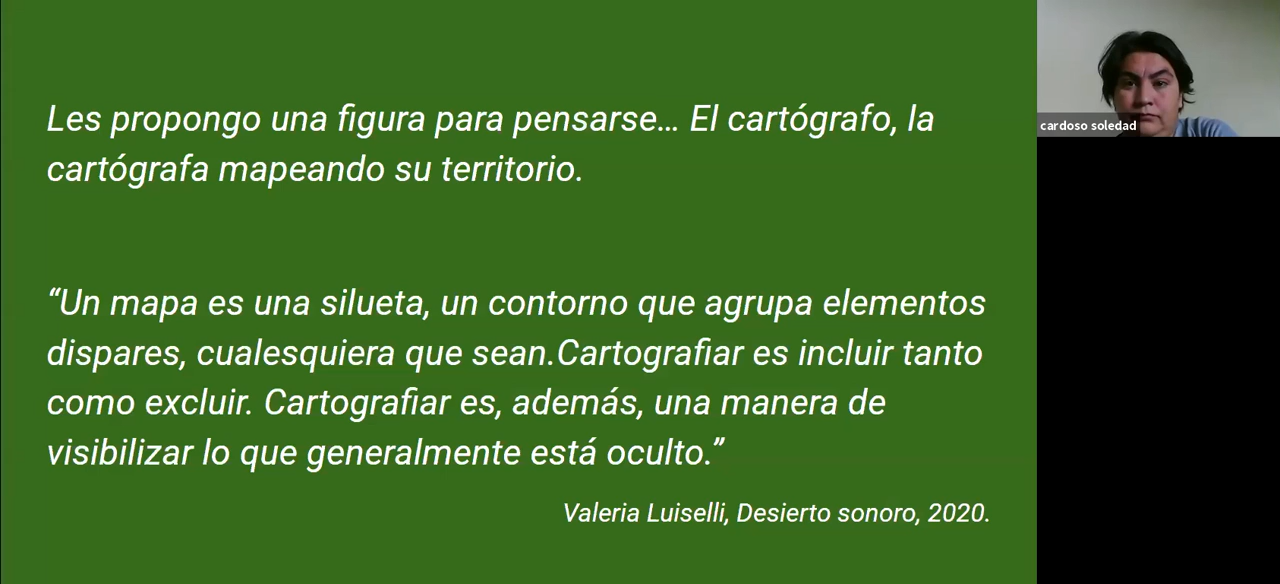 Les propongo una figura para pensarse... El cartógrafo, la
cartógrafa mapeando su territorio.
“Un mapa es una silueta, un contorno que agrupa elementos
dispares, cualesquiera que sean.Cartografiar es incluir tanto
como excluir. Cartografiar es, además, una manera de
visibilizar lo que generalmente está oculto.”
Valeria Luiselli, Desierto sonoro, 2020.
cardoso soledad